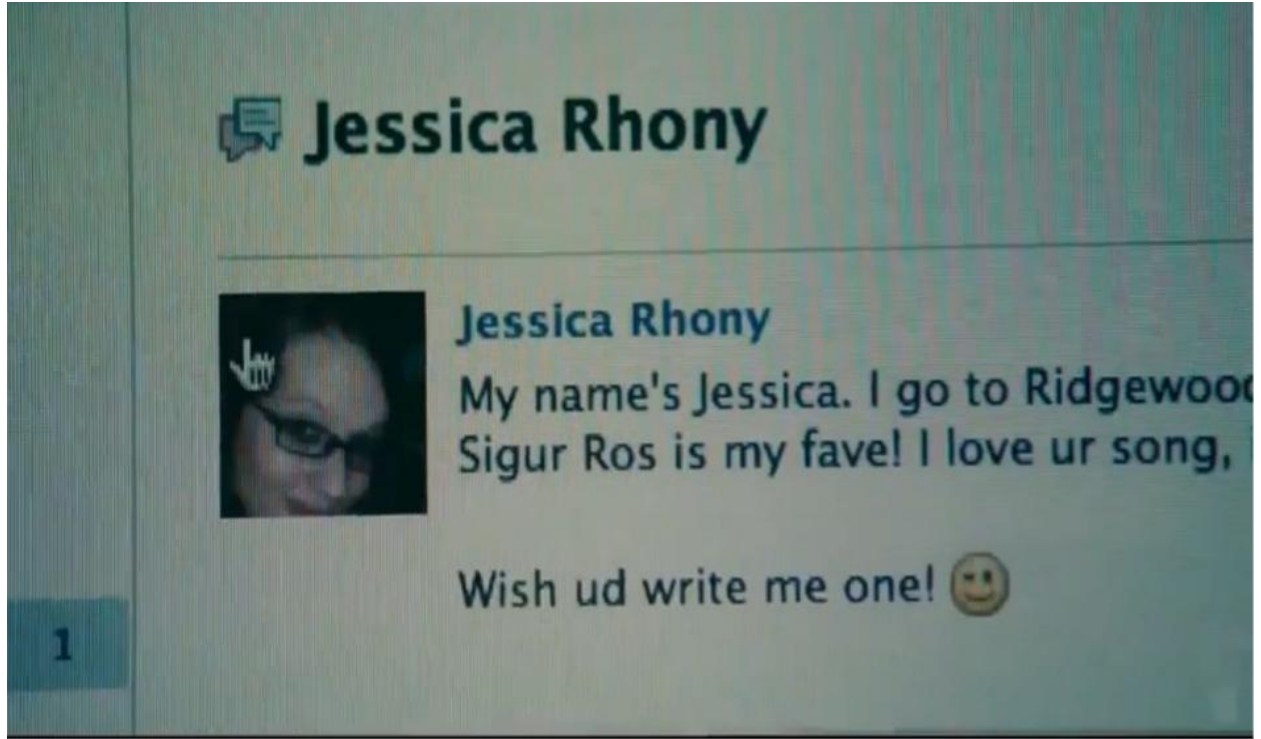 Jessica Rhony
Jessica Rhony
My name's Jessica. I go to Ridgewood
Sigur Ros is my fave! I love ur song,
Wish ud write me one!
1